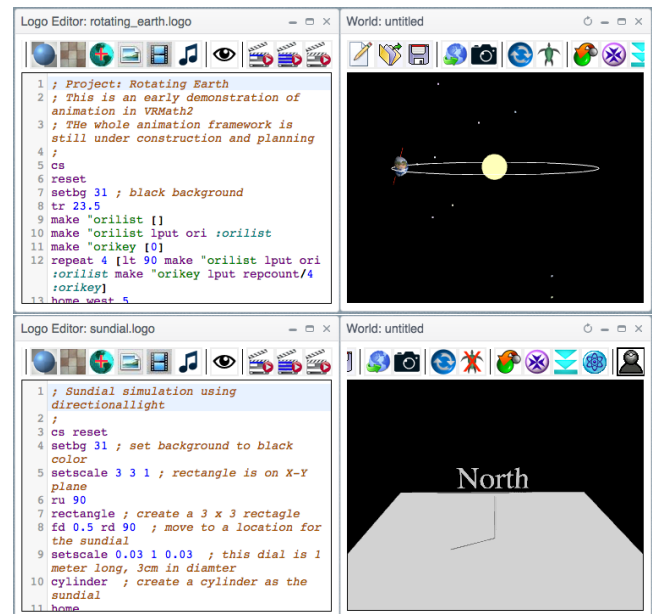 Logo Editor: rotating_earth.logo
World: untitled
1 ; Project: Rotating Earth
2 ; This is an early demonstration of
animation in VRMath2
3 ; THe whole animation framework is
still under construction and planning
4 ;
5 cs
6 reset
7 setbg 31 ; black background
8 tr 23.5
9 make "orilist []
10 make "orilist lput ori :orilist
11 make "orikey [0]
12 repeat 4 [lt 90 make "orilist lput ori
:orilist make "orikey lput repcount/4
:orikey]
13 home west 5
Logo Editor: sundial.logo
World: untitled
1 ; Sundial simulation using
directionallight
2 ;
3 cs reset
4 setbg 31 ; set background to black
color
5 setscale 3 3 1 ; rectangle is on X-Y
plane
6 ru 90
7 rectangle ; create a 3 x 3 rectagle
8 fd 0.5 rd 90 ; move to a location for
the sundial
9 setscale 0.03 1 0.03 ; this dial is 1
meter long, 3cm in diamter
10 cylinder ; create a cylinder as the
sundial
11 home
North